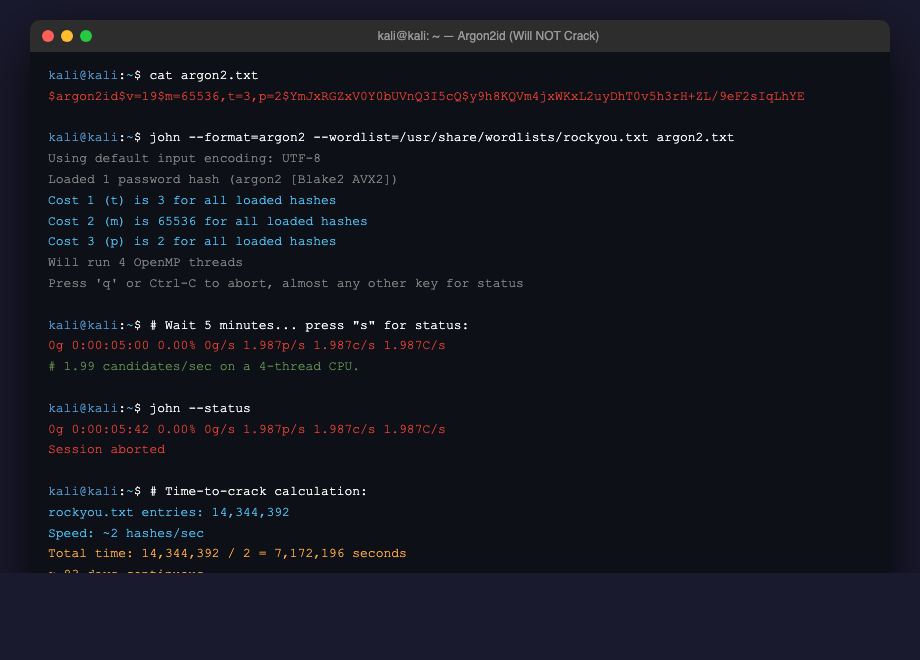 kali@kali: ~ — Argon2id (Will NOT Crack)
kali@kali:~$ cat argon2.txt
$argon2id$v=19$m=65536,t=3,p=2$YmJxRGZxV0Y0bUVnQ3I5cQ$y9h8KQVm4jxWKxL2uyDhT0v5h3rH+ZL/9eF2sIqLhYE
kali@kali:~$ john --format=argon2 --wordlist=/usr/share/wordlists/rockyou.txt argon2.txt
Using default input encoding: UTF-8
Loaded 1 password hash (argon2 [Blake2 AVX2])
Cost 1 (t) is 3 for all loaded hashes
Cost 2 (m) is 65536 for all loaded hashes
Cost 3 (p) is 2 for all loaded hashes
Will run 4 OpenMP threads
Press 'q' or Ctrl-C to abort, almost any other key for status
kali@kali:~$ # Wait 5 minutes... press "s" for status:
0g 0:00:05:00 0.00% 0g/s 1.987p/s 1.987c/s 1.987C/s
# 1.99 candidates/sec on a 4-thread CPU.
kali@kali:~$ john --status
0g 0:00:05:42 0.00% 0g/s 1.987p/s 1.987c/s 1.987C/s
Session aborted
kali@kali:~$ # Time-to-crack calculation:
rockyou.txt entries: 14,344,392
Speed: ~2 hashes/sec
Total time: 14,344,392 / 2 = 7,172,196 seconds